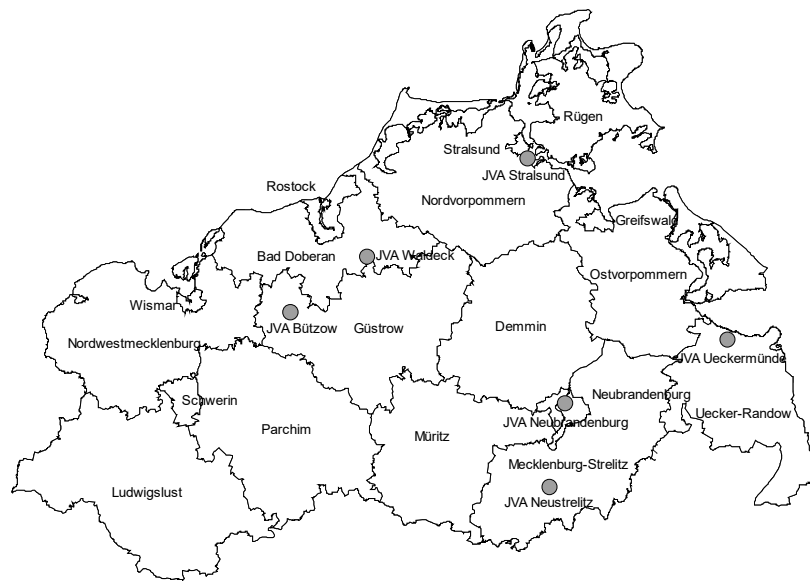 Rügen
Stralsund
JVA Stralsund
Rostock
Nordvorpommern
Greifswald
Bad Doberan
JVA Waldeck
Ostvorpommern
Wismar
JVA Bützow
Güstrow
Demmin
Nordwestmecklenburg
JVA Ueckermünde
Schwerin
Neubrandenburg
Parchim
Müritz
JVA Neubrandenburg
Uecker-Randow
Mecklenburg-Strelitz
Ludwigslust
JVA Neustrelitz